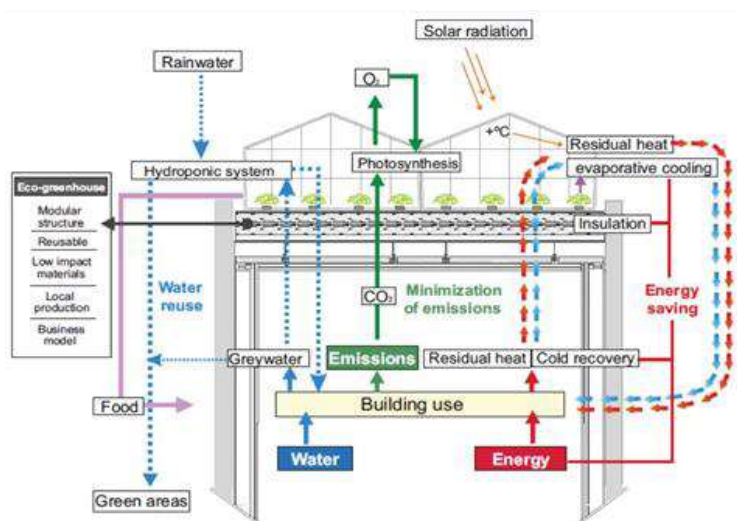 Solar radiation
Rainwater
O₂
+ºC
Residual heat
Hydroponic system
Photosynthesis
evaporative cooling
Eco-greenhouse
Modular
structure
Reusable
Low impact
materials
Local
production
Business
model
Insulation
Water
reuse
CO₂
Minimization
of emissions
Energy
saving
Greywater
Emissions
Residual heat
Cold recovery
Food
Building use
Water
Energy
Green areas